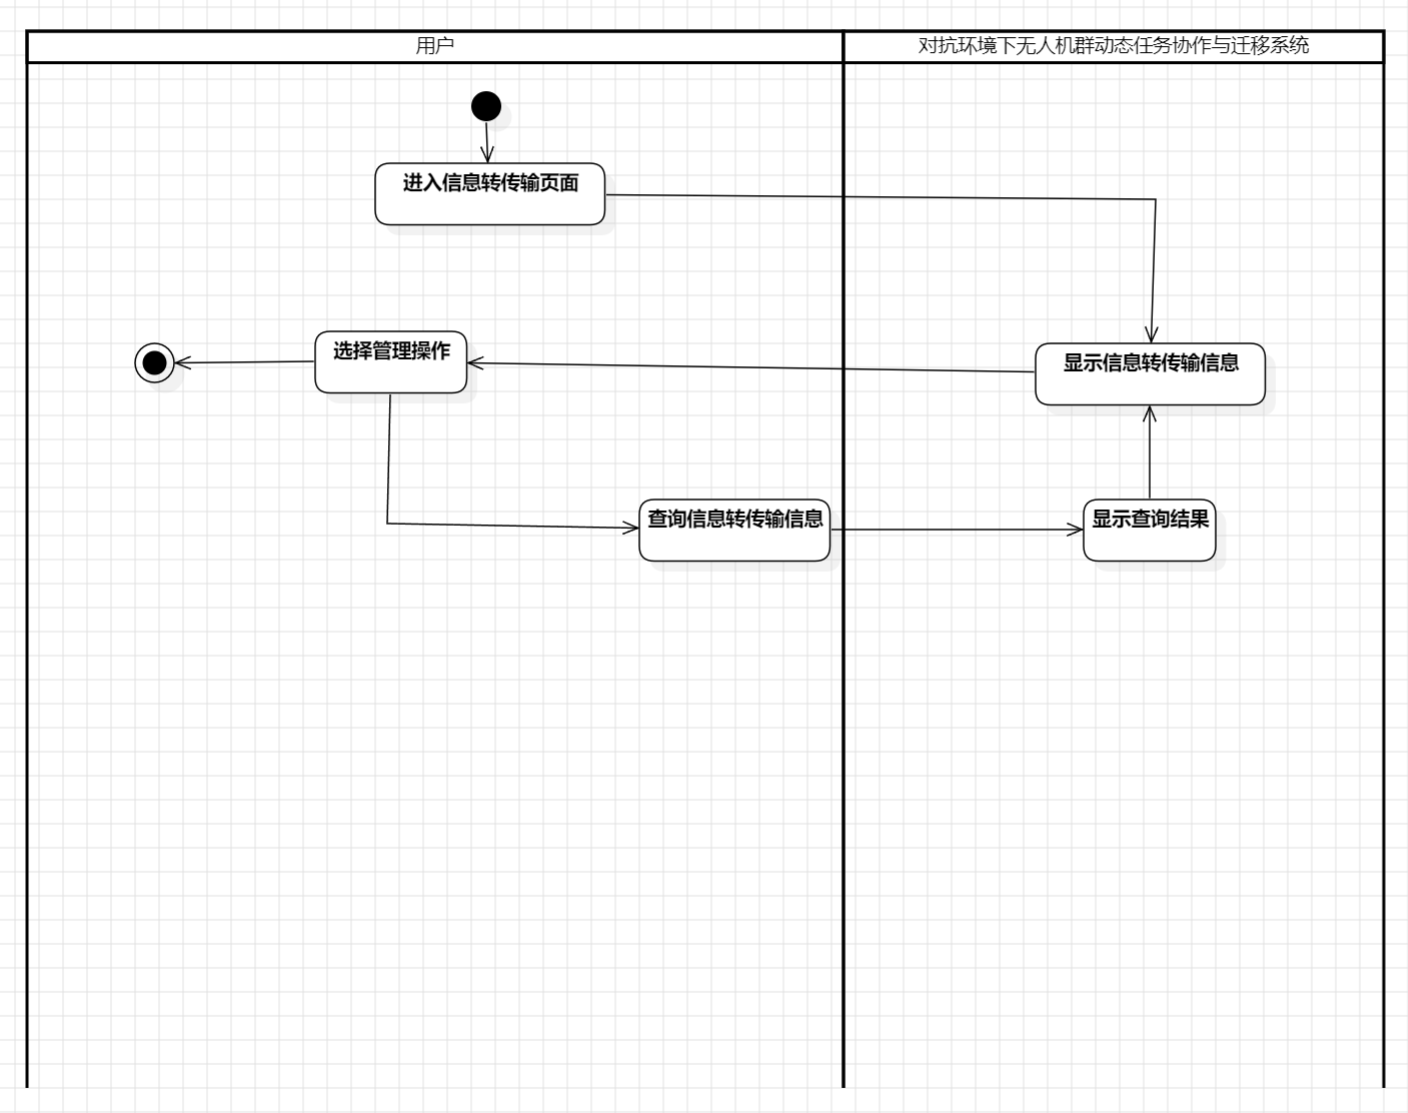 用户
对抗环境下无人机群动态任务协作与迁移系统
进入信息转传输页面
选择管理操作
显示信息转传输信息
查询信息转传输信息
显示查询结果